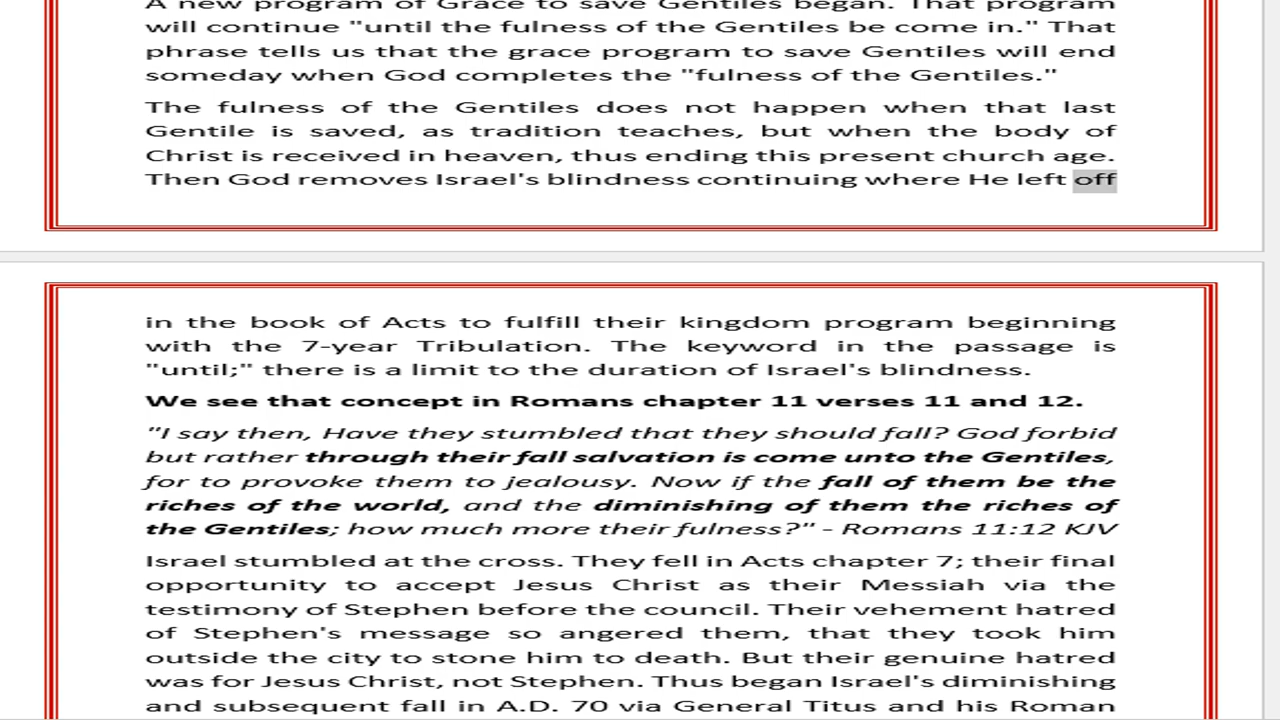 A new program of Grace to save Gentiles began. That program
will continue "until the fulness of the Gentiles be come in." That
phrase tells us that the grace program to save Gentiles will end
someday when God completes the "fulness of the Gentiles."
The fulness of the Gentiles does not happen when that last
Gentile is saved, as tradition teaches, but when the body of
Christ is received in heaven, thus ending this present church age.
Then God removes Israel's blindness continuing where He left off
in the book of Acts to fulfill their kingdom program beginning
with the 7-year Tribulation. The keyword in the passage is
"until;" there is a limit to the duration of Israel's blindness.
We see that concept in Romans chapter 11 verses 11 and 12.
"I say then, Have they stumbled that they should fall? God forbid
but rather through their fall salvation is come unto the Gentiles,
for to provoke them to jealousy. Now if the fall of them be the
riches of the world, and the diminishing of them the riches of
the Gentiles; how much more their fulness?" - Romans 11:12 KJV
Israel stumbled at the cross. They fell in Acts chapter 7; their final
opportunity to accept Jesus Christ as their Messiah via the
testimony of Stephen before the council. Their vehement hatred
of Stephen's message so angered them, that they took him
outside the city to stone him to death. But their genuine hatred
was for Jesus Christ, not Stephen. Thus began Israel's diminishing
and subsequent fall in A.D. 70 via General Titus and his Roman